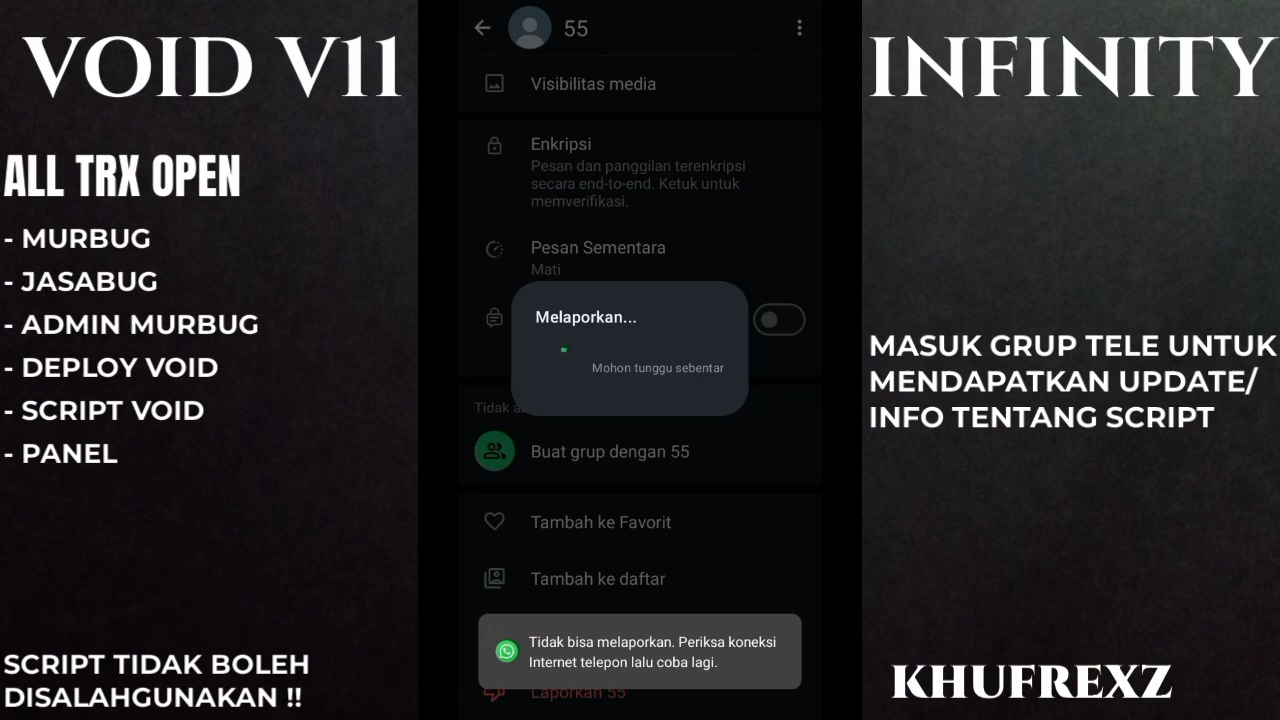 VOID V11
ALL TRX OPEN
- MURBUG
- JASABUG
- ADMIN MURBUG
- DEPLOY VOID
- SCRIPT VOID
- PANEL
SCRIPT TIDAK BOLEH
DISALAHGUNAKAN !!
55
Visibilitas media
Enkripsi
Pesan dan panggilan terenkripsi
secara end-to-end. Ketuk untuk
memverifikasi.
Pesan Sementara
Mati
Melaporkan...
Mohon tunggu sebentar
Tidak
Buat grup dengan 55
Tambah ke Favorit
Tambah ke daftar
Tidak bisa melaporkan. Periksa koneksi
Internet telepon lalu coba lagi.
Laporkan 55
INFINITY
MASUK GRUP TELE UNTUK
MENDAPATKAN UPDATE/
INFO TENTANG SCRIPT
KHUFREXZ